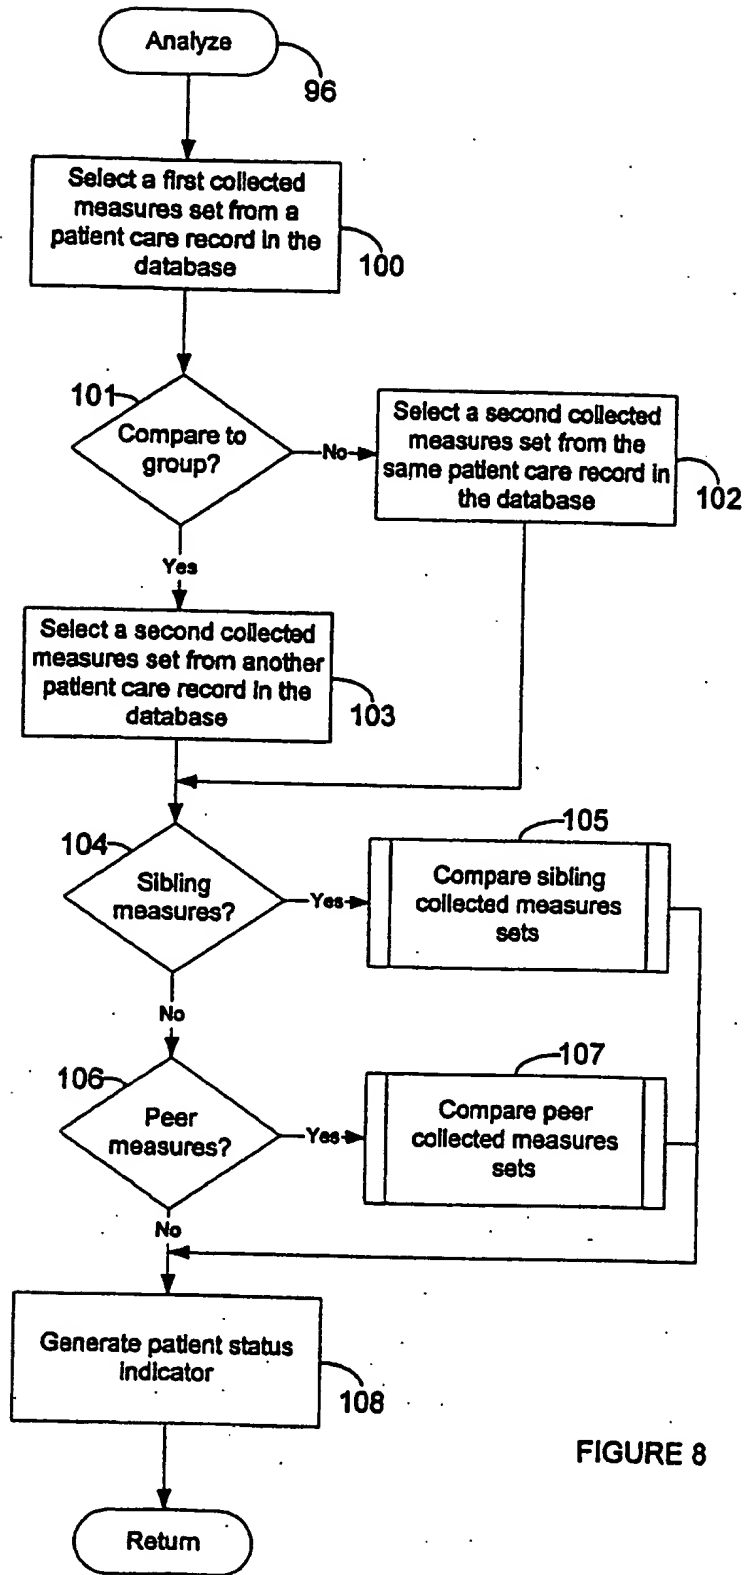 Analyze
96
Select a first collected
measures set from a
patient care record in the
database
100
101
Compare to
group?
No
Select a second collected
measures set from the
same patient care record in
the database
102
Yes
Select a second collected
measures set from another
patient care record in the
database
103
104
Sibling
measures?
Yes
105
Compare sibling
collected measures
sets
No
106
Peer
measures?
Yes
107
Compare peer
collected measures
sets
No
Generate patient status
indicator
108
FIGURE 8
Return